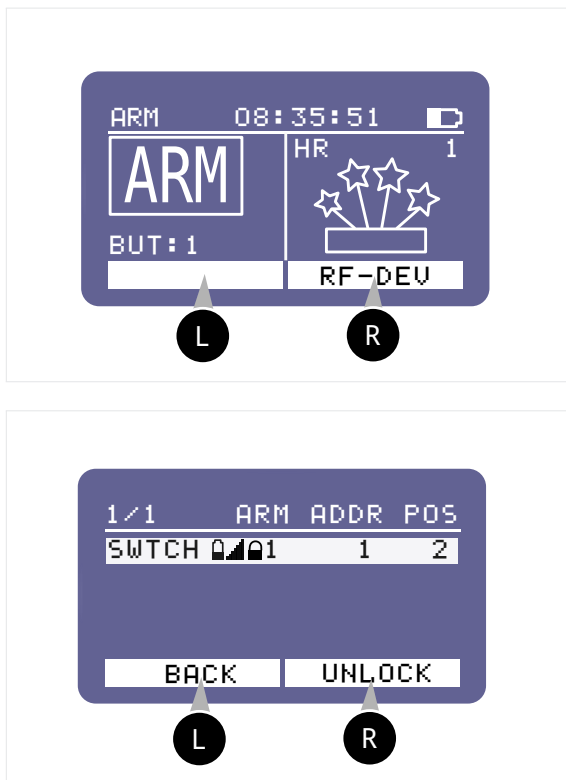 ARM 08:35:51
ARM
HR 1
BUT:1
RF-DEV
L R
1/1 ARM ADDR POS
SWTCH 1 1 2
BACK UNLOCK
L R